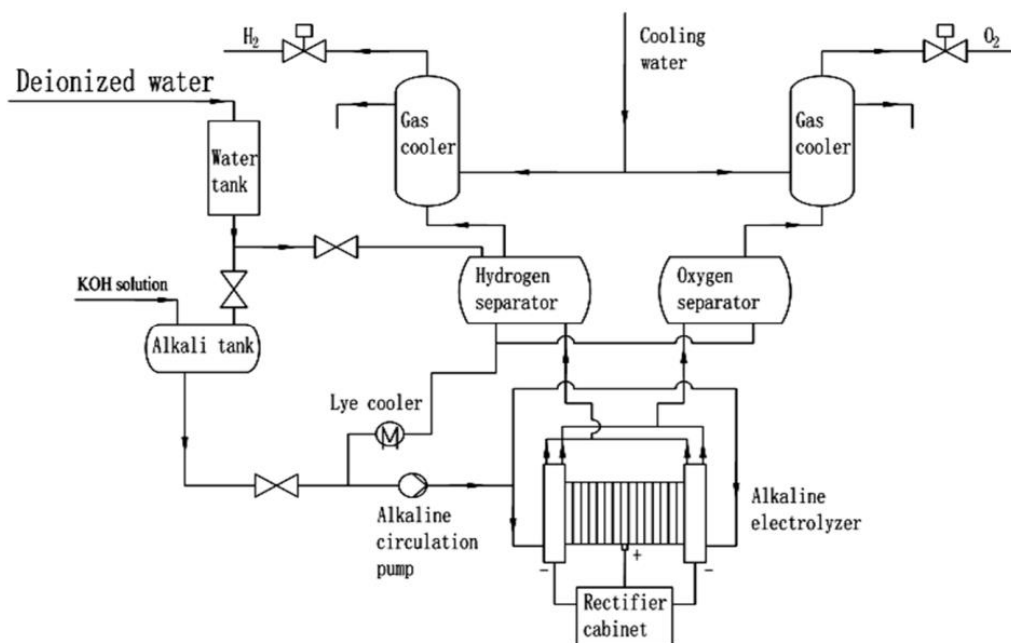 H₂
Cooling
water
O₂
Deionized water
Gas
cooler
Gas
cooler
Water
tank
Hydrogen
separator
Oxygen
separator
KOH solution
Alkali tank
Lye cooler
M
Alkaline
circulation
pump
Alkaline
electrolyzer
+
−
−
Rectifier
cabinet